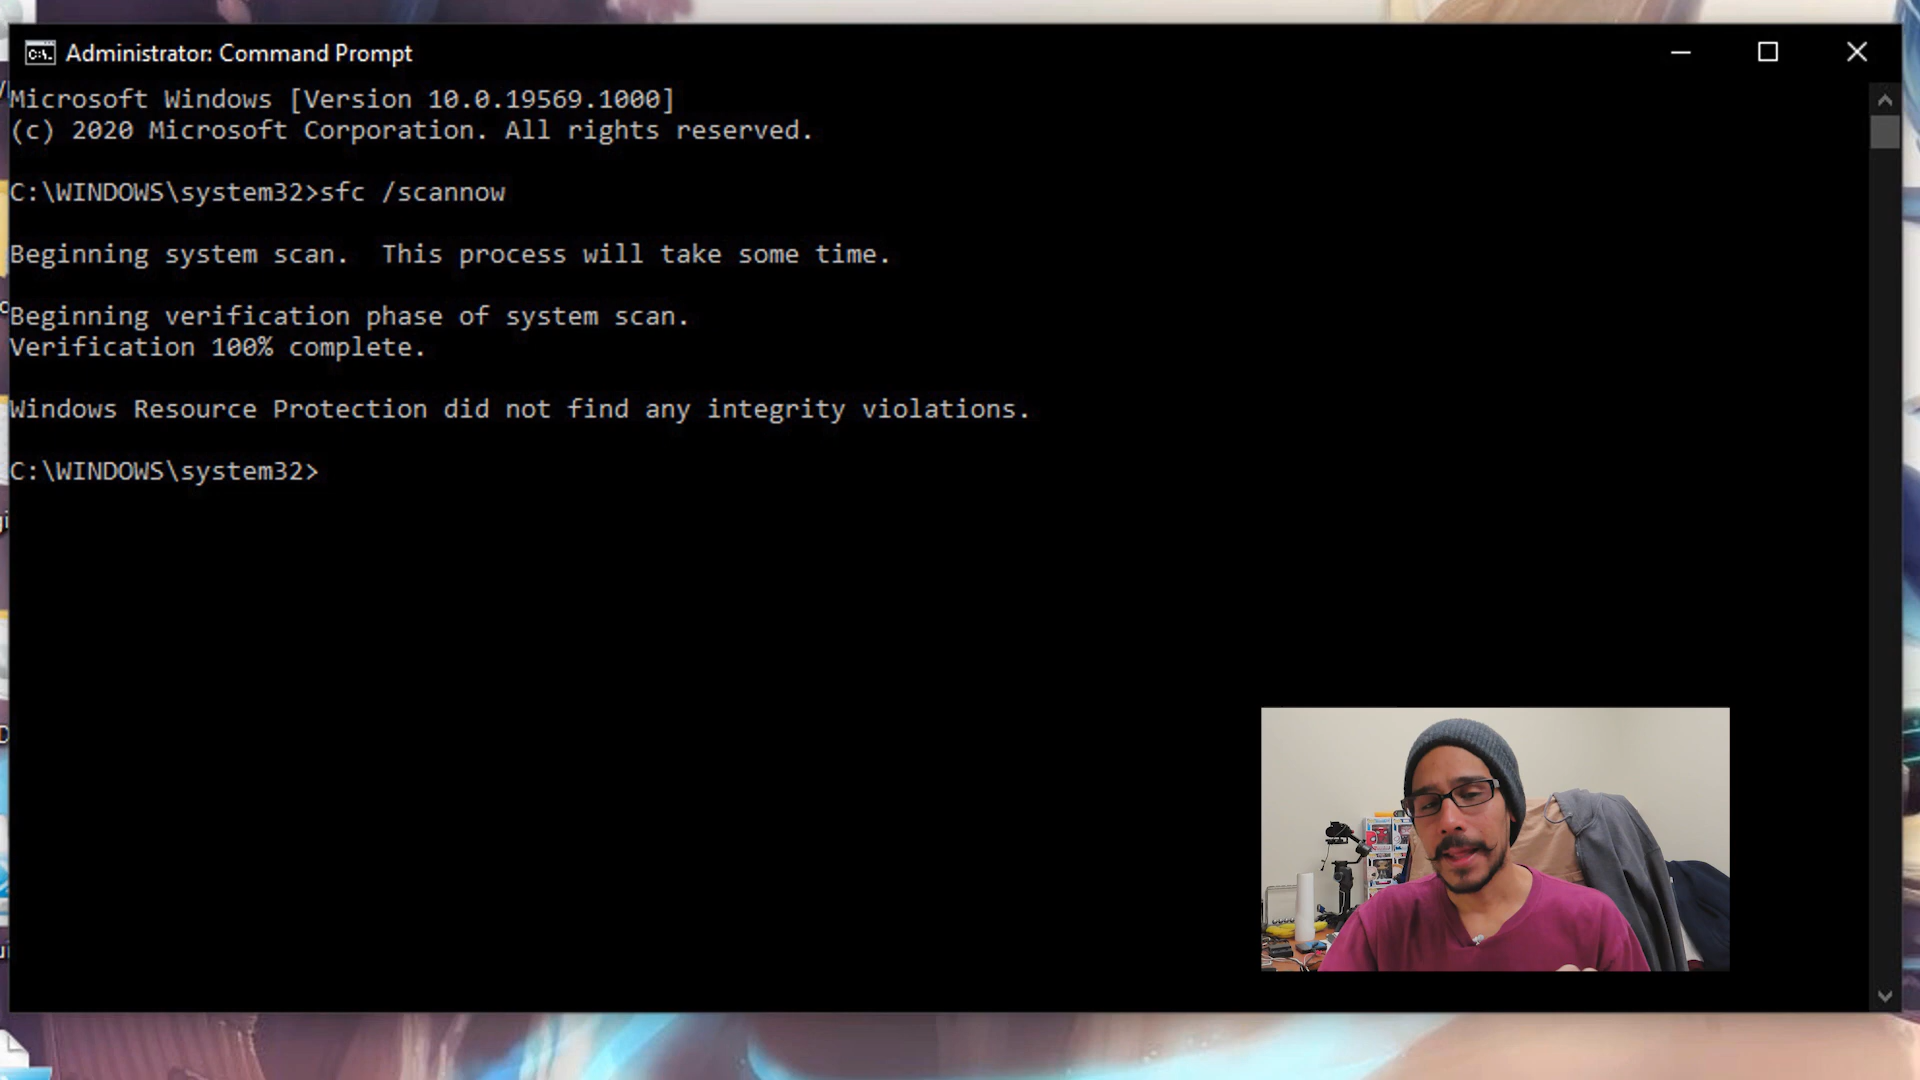 Administrator: Command Prompt
Microsoft Windows [Version 10.0.19569.1000]
(c) 2020 Microsoft Corporation. All rights reserved.
C:\WINDOWS\system32>sfc /scannow
Beginning system scan.  This process will take some time.
Beginning verification phase of system scan.
Verification 100% complete.
Windows Resource Protection did not find any integrity violations.
C:\WINDOWS\system32>